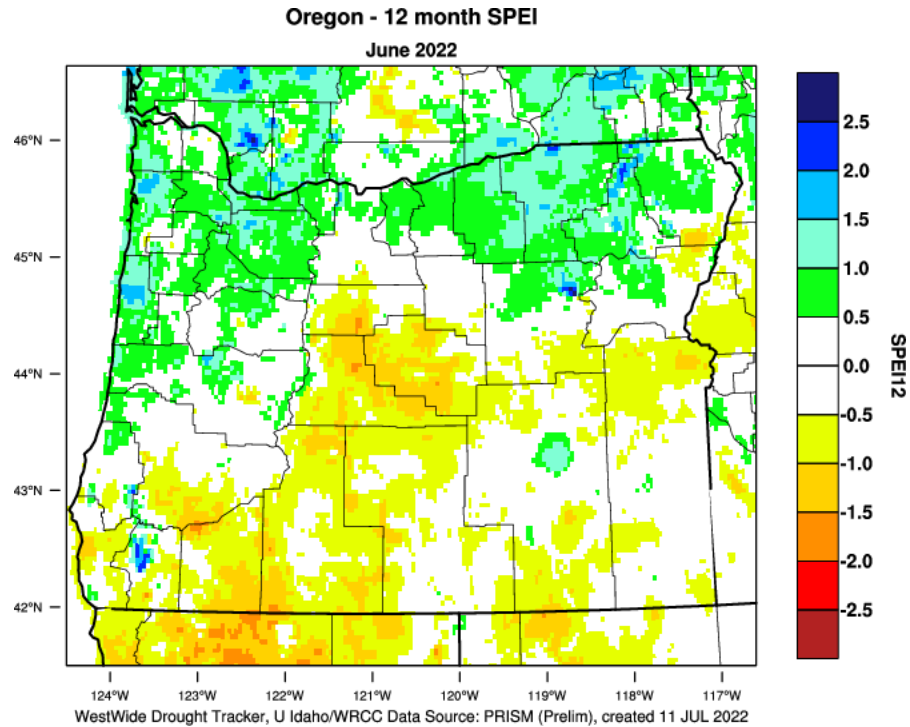 Oregon - 12 month SPEI
June 2022
46°N
45°N
44°N
43°N
42°N
124°W
123°W
122°W
121°W
120°W
119°W
118°W
117°W
2.5
2.0
1.5
1.0
0.5
0.0
-0.5
-1.0
-1.5
-2.0
-2.5
SPEI12
WestWide Drought Tracker, U Idaho/WRCC Data Source: PRISM (Prelim), created 11 JUL 2022